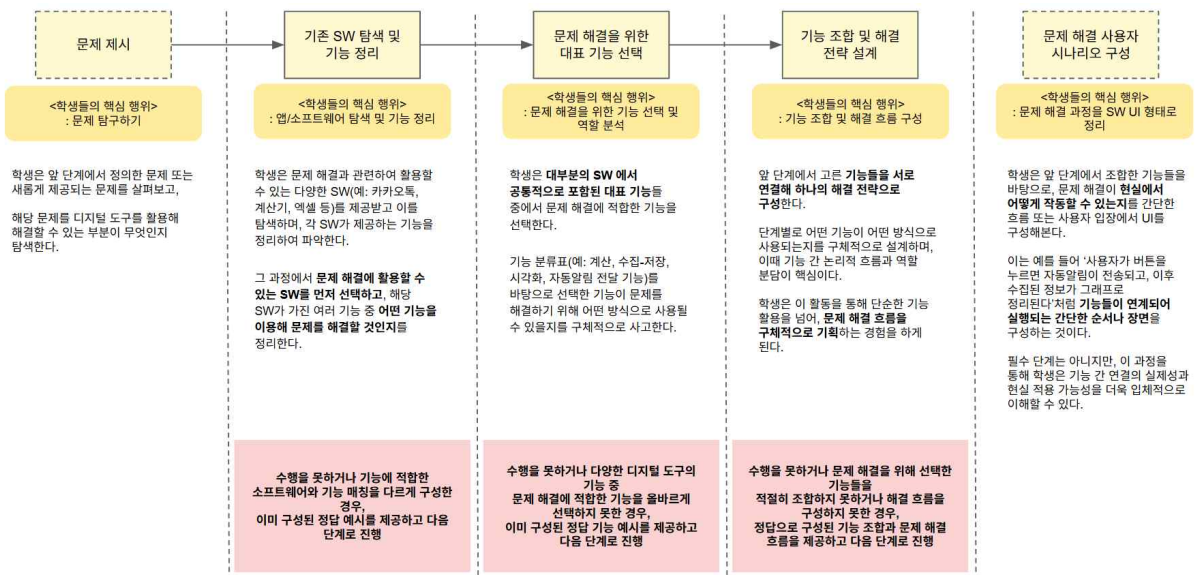 문제 제시
<학생들의 핵심 행위>
: 문제 탐구하기
학생은 앞 단계에서 정의한 문제 또는
새롭게 제공되는 문제를 살펴보고,
해당 문제를 디지털 도구를 활용해
해결할 수 있는 부분이 무엇인지
탐색한다.
기존 SW 탐색 및
기능 정리
<학생들의 핵심 행위>
: 앱/소프트웨어 탐색 및 기능 정리
학생은 문제 해결과 관련하여 활용할
수 있는 다양한 SW(예: 카카오톡,
계산기, 엑셀 등)를 제공받고 이를
탐색하며, 각 SW가 제공하는 기능을
정리하여 파악한다.
그 과정에서 문제 해결에 활용할 수
있는 SW를 먼저 선택하고, 해당
SW가 가진 여러 기능 중 어떤 기능을
이용해 문제를 해결할 것인지를
정리한다.
수행을 못하거나 기능에 적합한
소프트웨어와 기능 매칭을 다르게 구성한
경우,
이미 구성된 정답 예시를 제공하고 다음
단계로 진행
문제 해결을 위한
대표 기능 선택
<학생들의 핵심 행위>
: 문제 해결을 위한 기능 선택 및
역할 분석
학생은 대부분의 SW 에서
공통적으로 포함된 대표 기능들
중에서 문제 해결에 적합한 기능을
선택한다.
기능 분류표(예: 계산, 수집-저장,
시각화, 자동알림 전달 기능)를
바탕으로 선택한 기능이 문제를
해결하기 위해 어떤 방식으로 사용될
수 있을지를 구체적으로 사고한다.
수행을 못하거나 다양한 디지털 도구의
기능 중
문제 해결에 적합한 기능을 올바르게
선택하지 못한 경우,
이미 구성된 정답 기능 예시를 제공하고
다음 단계로 진행
기능 조합 및 해결
전략 설계
<학생들의 핵심 행위>
: 기능 조합 및 해결 흐름 구성
앞 단계에서 고른 기능들을 서로
연결해 하나의 해결 전략으로
구성한다.
단계별로 어떤 기능이 어떤 방식으로
사용되는지를 구체적으로 설계하며,
이때 기능 간 논리적 흐름과 역할
분담이 핵심이다.
학생은 이 활동을 통해 단순한 기능
활용을 넘어, 문제 해결 흐름을
구체적으로 기획하는 경험을 하게
된다.
수행을 못하거나 문제 해결을 위해 선택한
기능들을
적절히 조합하지 못하거나 해결 흐름을
구성하지 못한 경우,
정답으로 구성된 기능 조합과 문제 해결
흐름을 제공하고 다음 단계로 진행
문제 해결 사용자
시나리오 구성
<학생들의 핵심 행위>
: 문제 해결 과정을 SW UI 형태로
정리
학생은 앞 단계에서 조합한 기능들을
바탕으로, 문제 해결이 현실에서
어떻게 작동할 수 있는지를 간단한
흐름 또는 사용자 입장에서 UI를
구성해본다.
이는 예를 들어 '사용자가 버튼을
누르면 자동알림이 전송되고, 이후
수집된 정보가 그래프로
정리된다'처럼 기능들이 연계되어
실행되는 간단한 순서나 장면을
구성하는 것이다.
필수 단계는 아니지만, 이 과정을
통해 학생은 기능 간 연결의 실제성과
현실 적용 가능성을 더욱 입체적으로
이해할 수 있다.